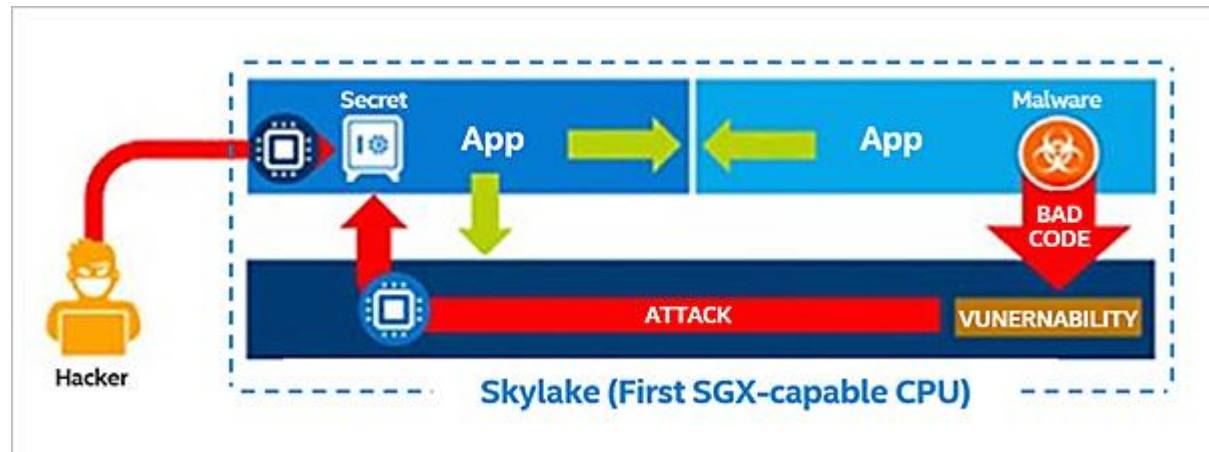 Secret
Malware
App
App
BAD
CODE
ATTACK
VUNERNABILITY
Hacker
Skylake (First SGX-capable CPU)